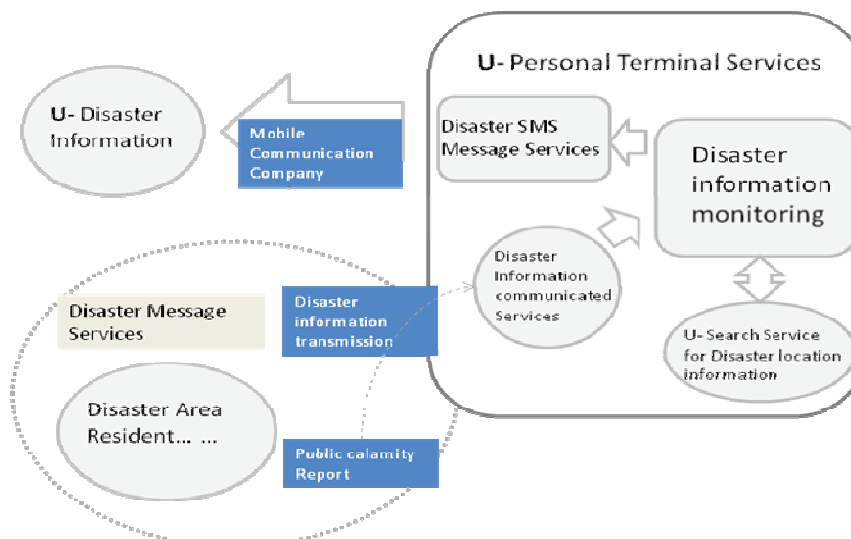 U- Personal Terminal Services
U- Disaster
Information
Mobile
Communication
Company
Disaster SMS
Message Services
Disaster
information
monitoring
Disaster
Information
communicated
Services
U- Search Service
for Disaster location
information
Disaster Message
Services
Disaster
information
transmission
Disaster Area
Resident... ...
Public calamity
Report